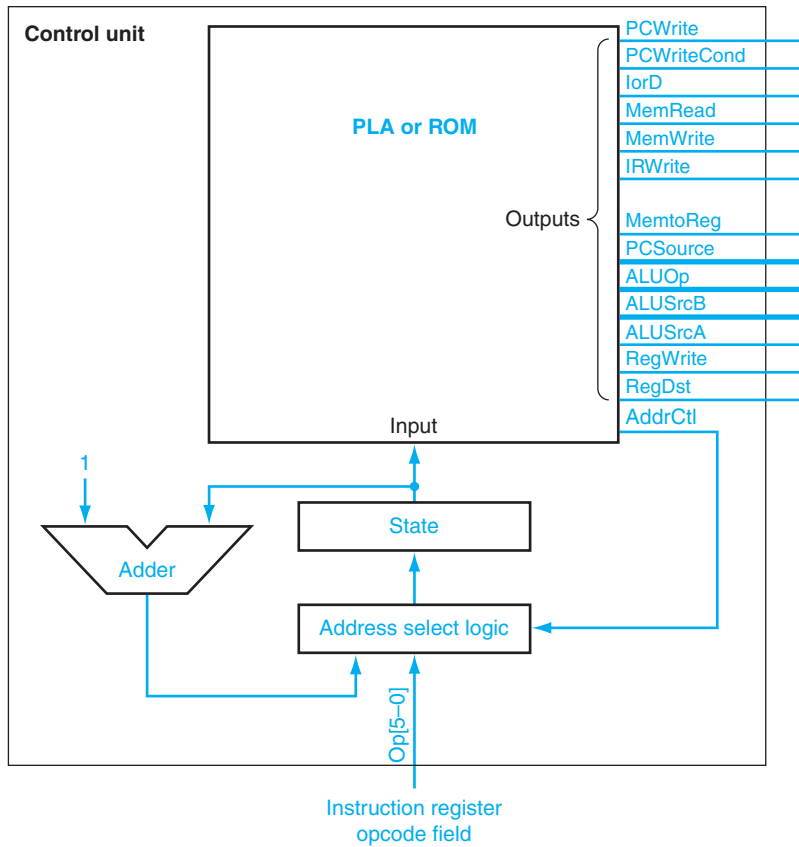 Control unit
PLA or ROM
Outputs
PCWrite
PCWriteCond
IorD
MemRead
MemWrite
IRWrite
MemtoReg
PCSource
ALUOp
ALUSrcB
ALUSrcA
RegWrite
RegDst
AddrCtl
Input
1
State
Adder
Address select logic
Op[5–0]
Instruction register
opcode field